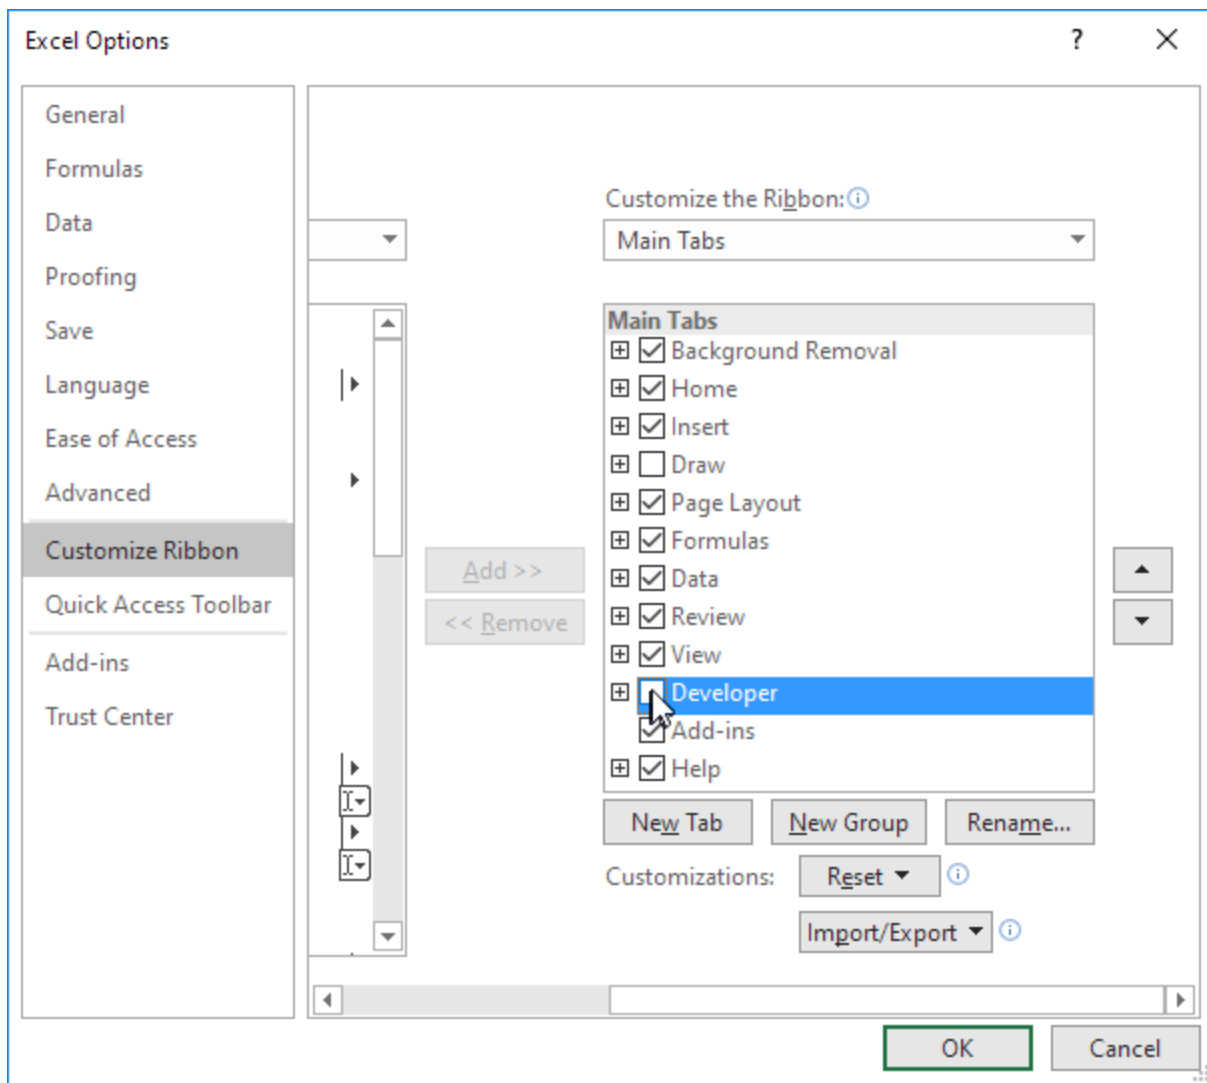 Excel Options
?
General
Formulas
Data
Proofing
Save
Language
Ease of Access
Advanced
Customize Ribbon
Quick Access Toolbar
Add-ins
Trust Center
Add >>
<< Remove
Customize the Ribbon:
Main Tabs
Main Tabs
Background Removal
Home
Insert
Draw
Page Layout
Formulas
Data
Review
View
Developer
Add-ins
Help
New Tab
New Group
Rename...
Customizations:
Reset
Import/Export
OK
Cancel